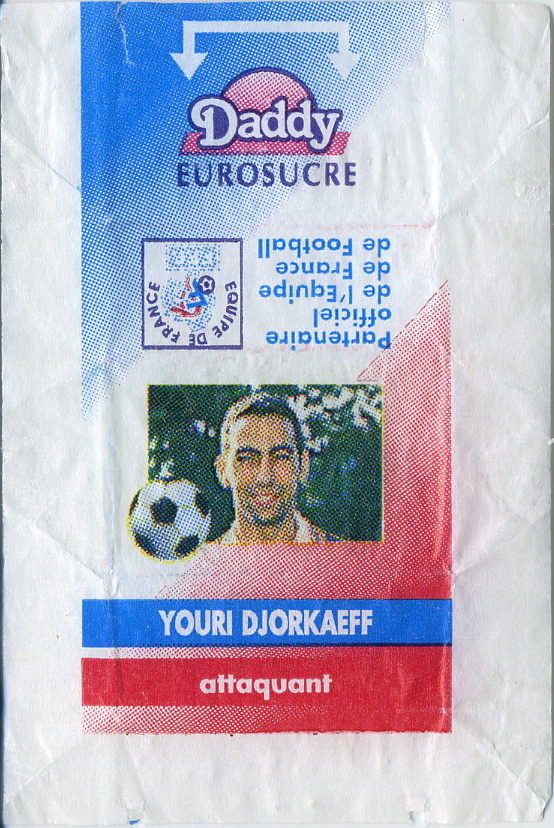 Daddy
EUROSUCRE
Partenaire
officiel
de l'Equipe
de France
de Football
EQUIPE DE FRANCE
YOURI DJORKAEFF
attaquant